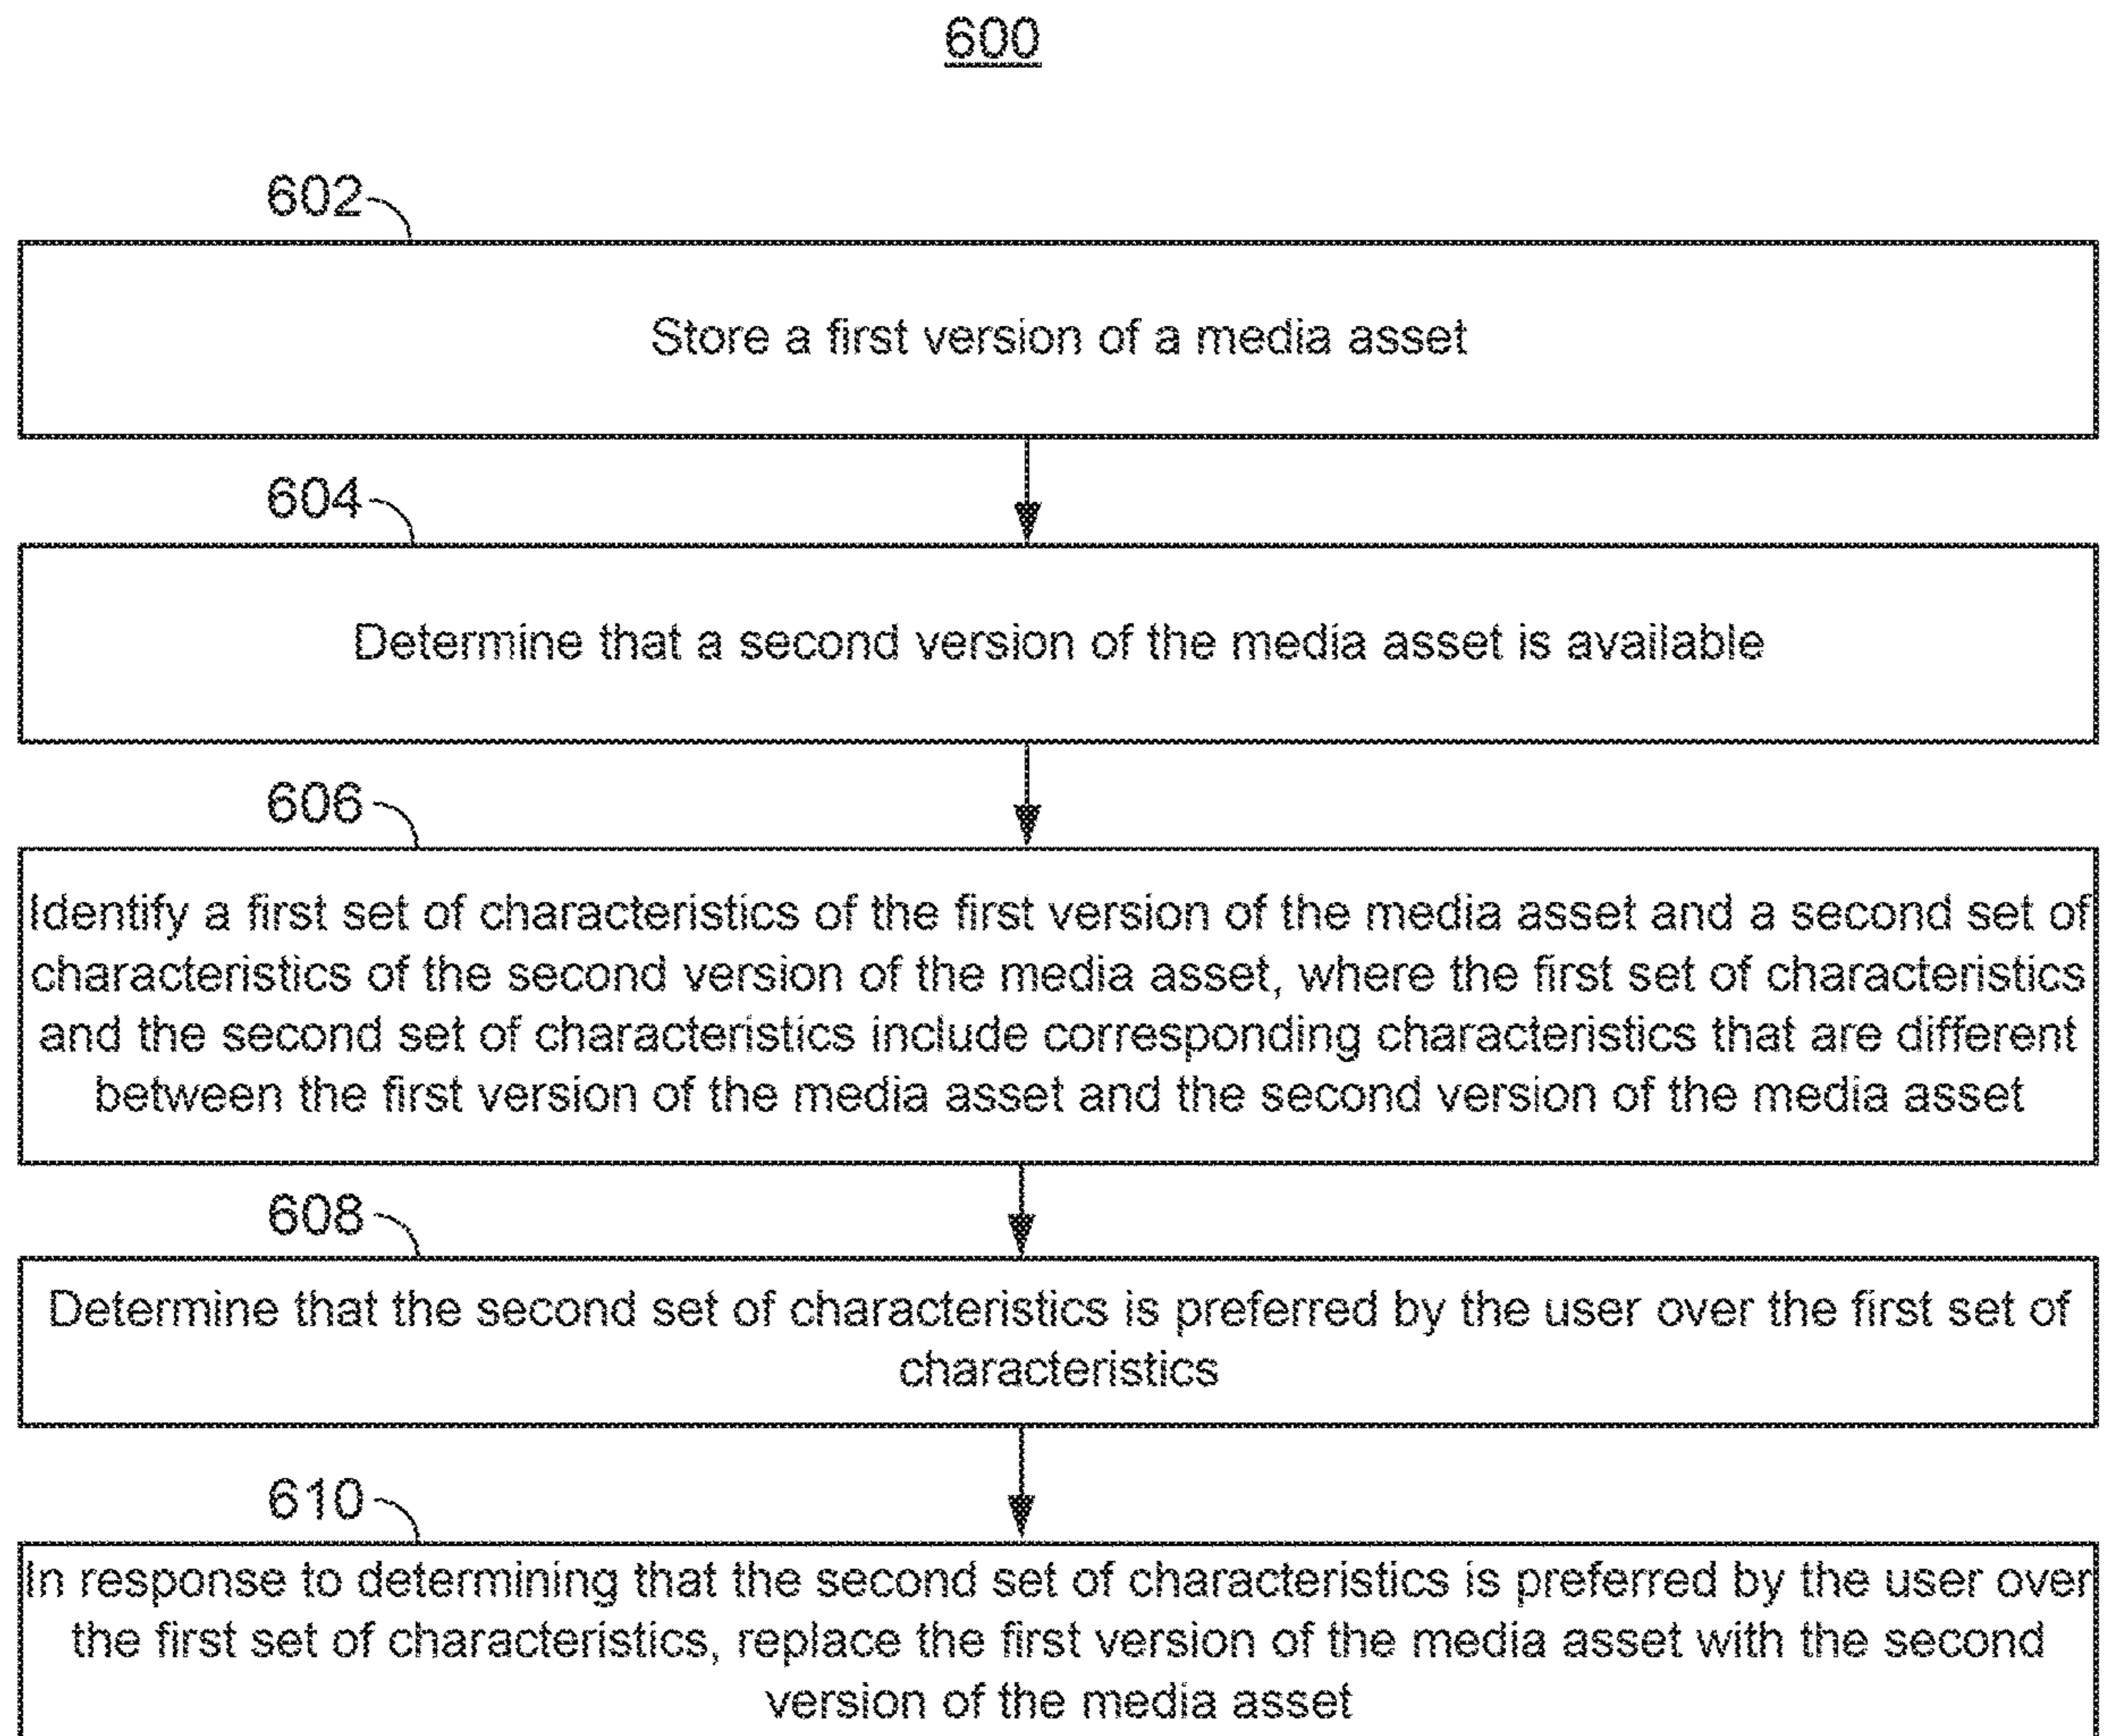 600
602
Store a first version of a media asset
604
Determine that a second version of the media asset is available
606
Identify a first set of characteristics of the first version of the media asset and a second set of
characteristics of the second version of the media asset, where the first set of characteristics
and the second set of characteristics include corresponding characteristics that are different
between the first version of the media asset and the second version of the media asset
608
Determine that the second set of characteristics is preferred by the user over the first set of
characteristics
610
In response to determining that the second set of characteristics is preferred by the user over
the first set of characteristics, replace the first version of the media asset with the second
version of the media asset